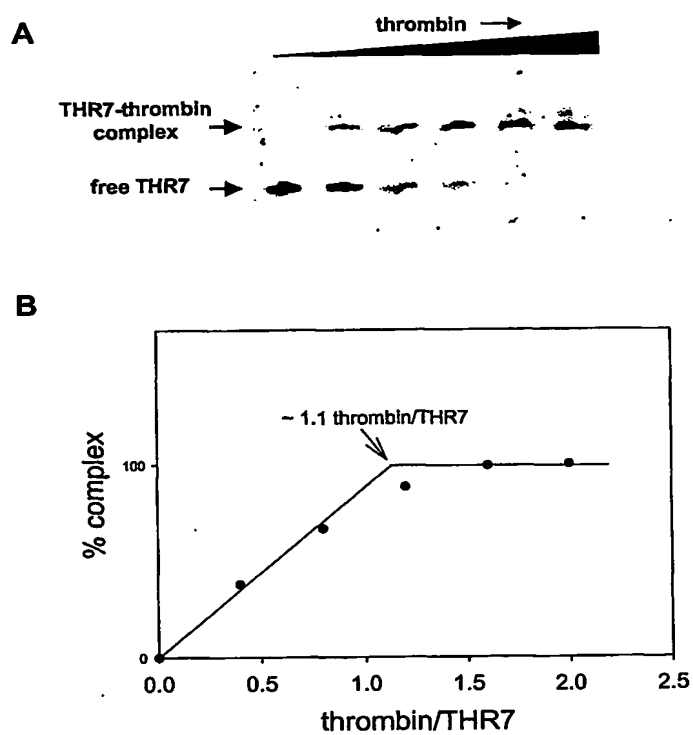 A
thrombin
THR7-thrombin
complex
free THR7
B
~ 1.1 thrombin/THR7
100
% complex
0
0.0 0.5 1.0 1.5 2.0 2.5
thrombin/THR7